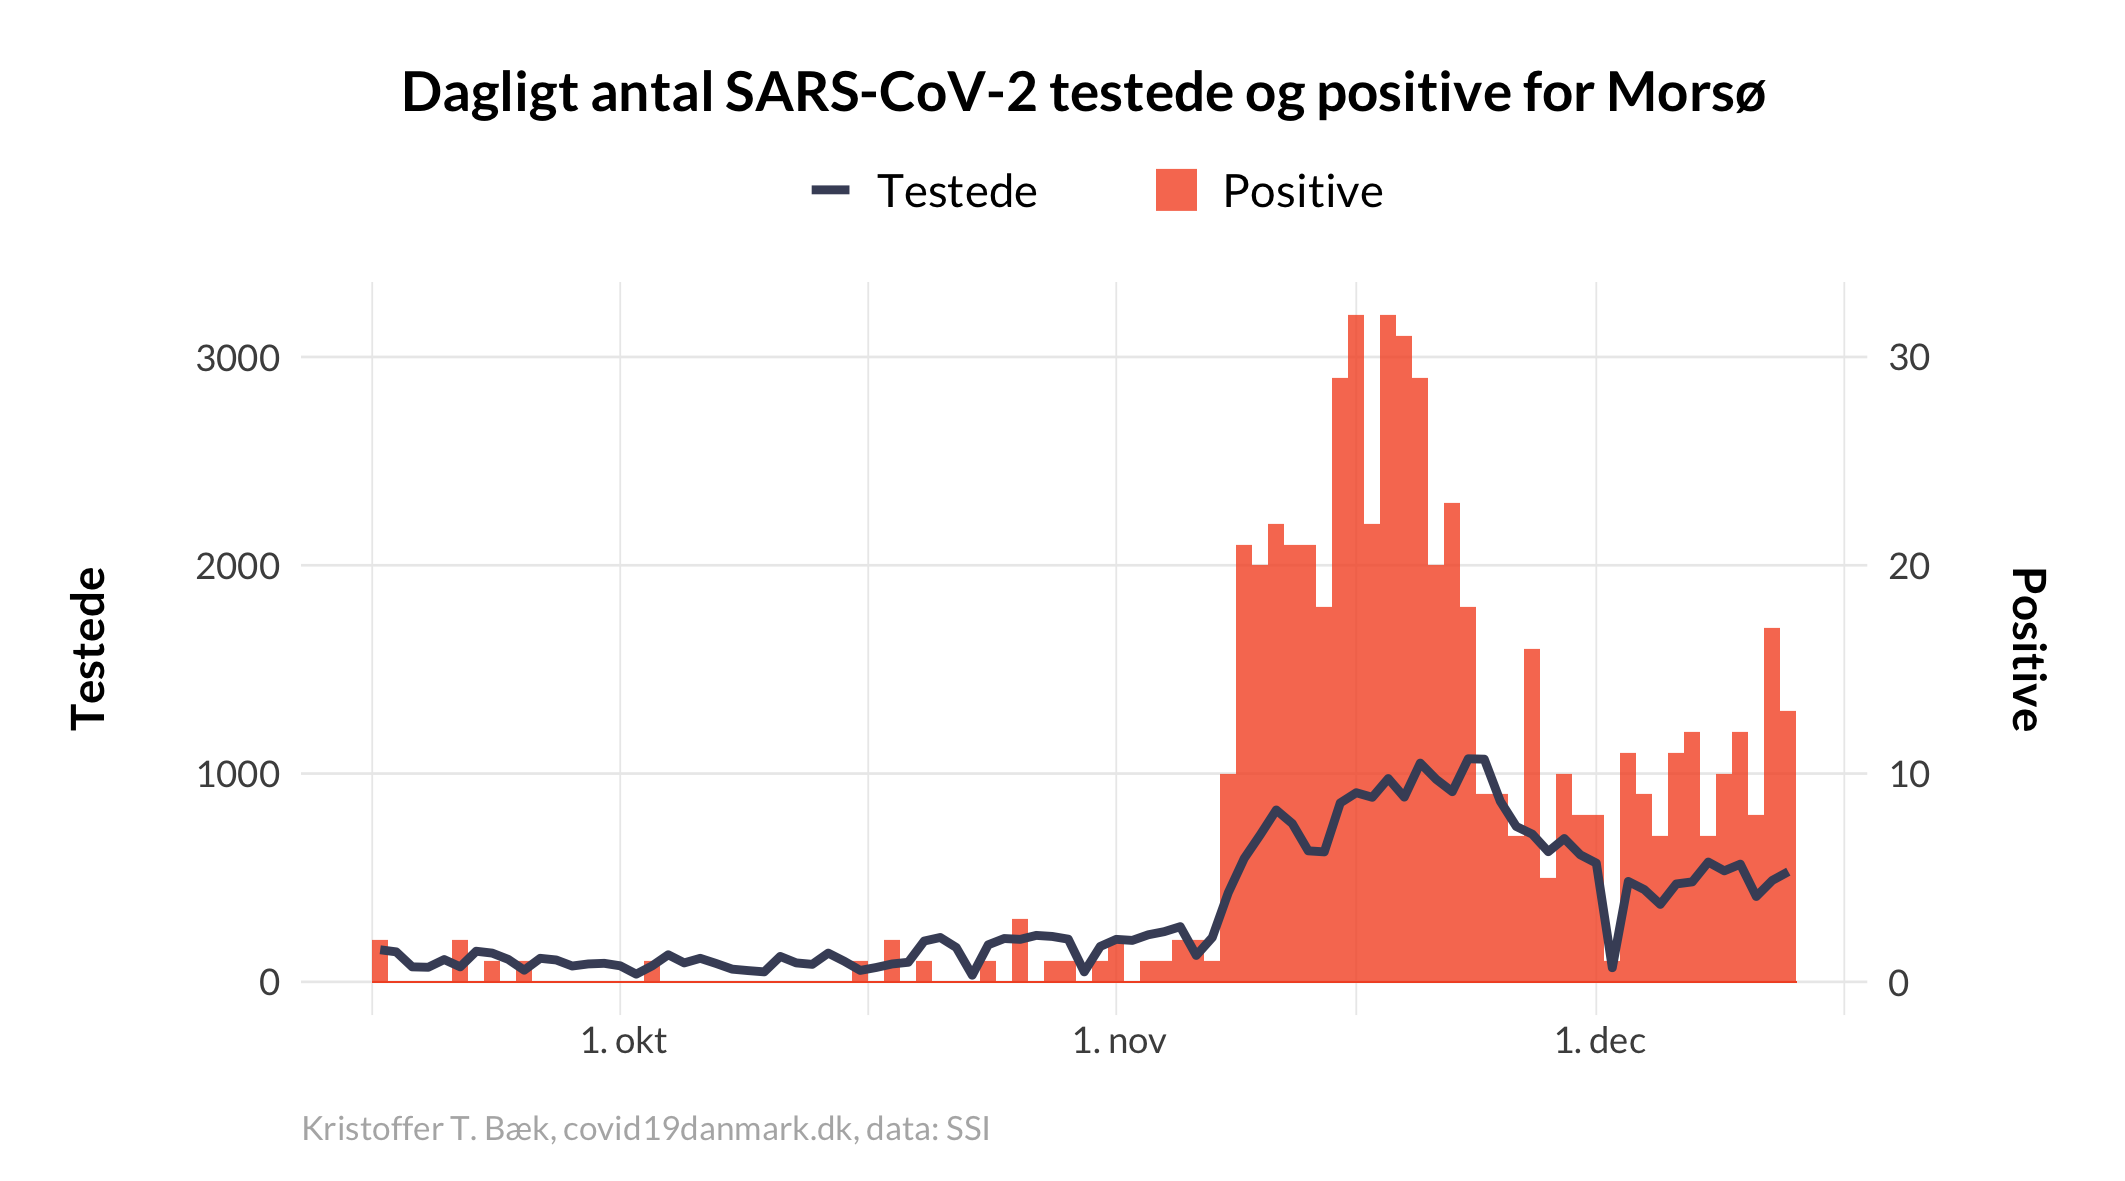 Dagligt antal SARS-CoV-2 testede og positive for Morsø
Testede
Positive
3000
2000
1000
0
30
20
10
0
Testede
Positive
1. okt
1. nov
1. dec
Kristoffer T. Bæk, covid19danmark.dk, data: SSI